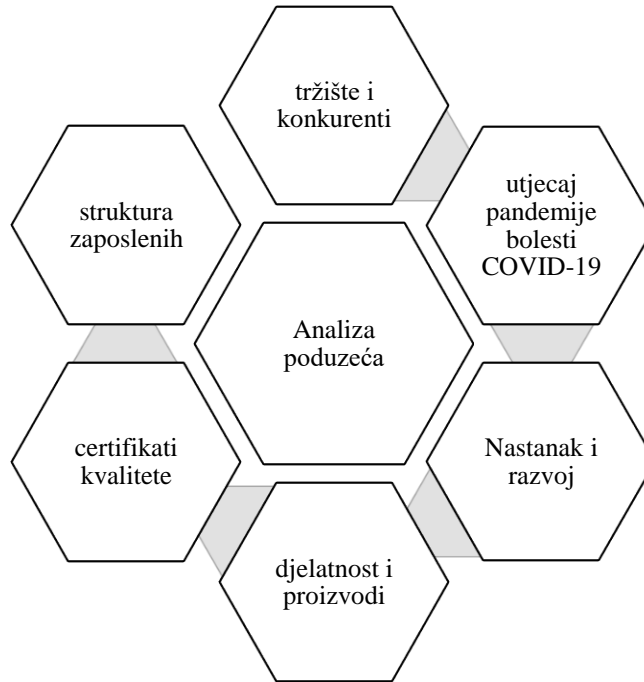 tržište i
konkurenti
utjecaj
pandemije
bolesti
COVID-19
struktura
zaposlenih
Analiza
poduzeća
Nastanak i
razvoj
certifikati
kvalitete
djelatnost i
proizvodi